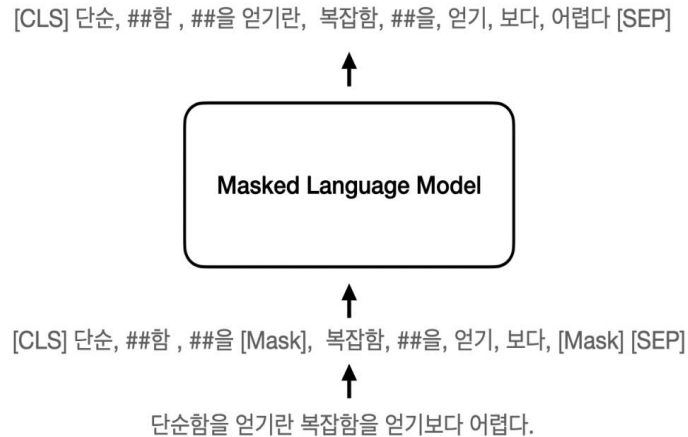 [CLS] 단순, ##함 , ##을 얻기란, 복잡함, ##을, 얻기, 보다, 어렵다 [SEP]
Masked Language Model
[CLS] 단순, ##함 , ##을 [Mask], 복잡함, ##을, 얻기, 보다, [Mask] [SEP]
단순함을 얻기란 복잡함을 얻기보다 어렵다.